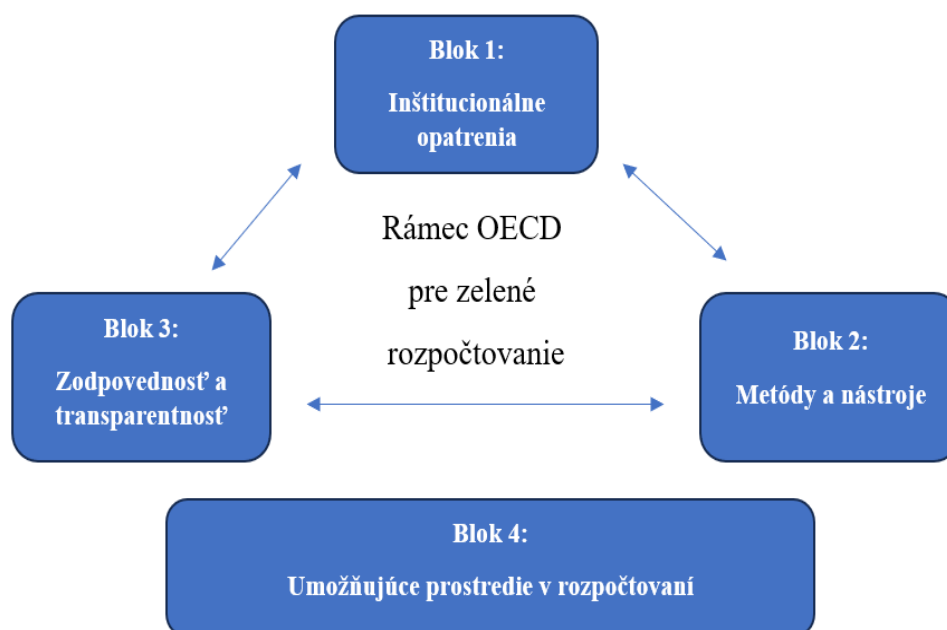 Blok 1:
Inštitucionálne
opatrenia
Rámec OECD
pre zelené
rozpočtovanie
Blok 3:
Zodpovednosť a
transparentnosť
Blok 2:
Metódy a nástroje
Blok 4:
Umožňujúce prostredie v rozpočtovaní